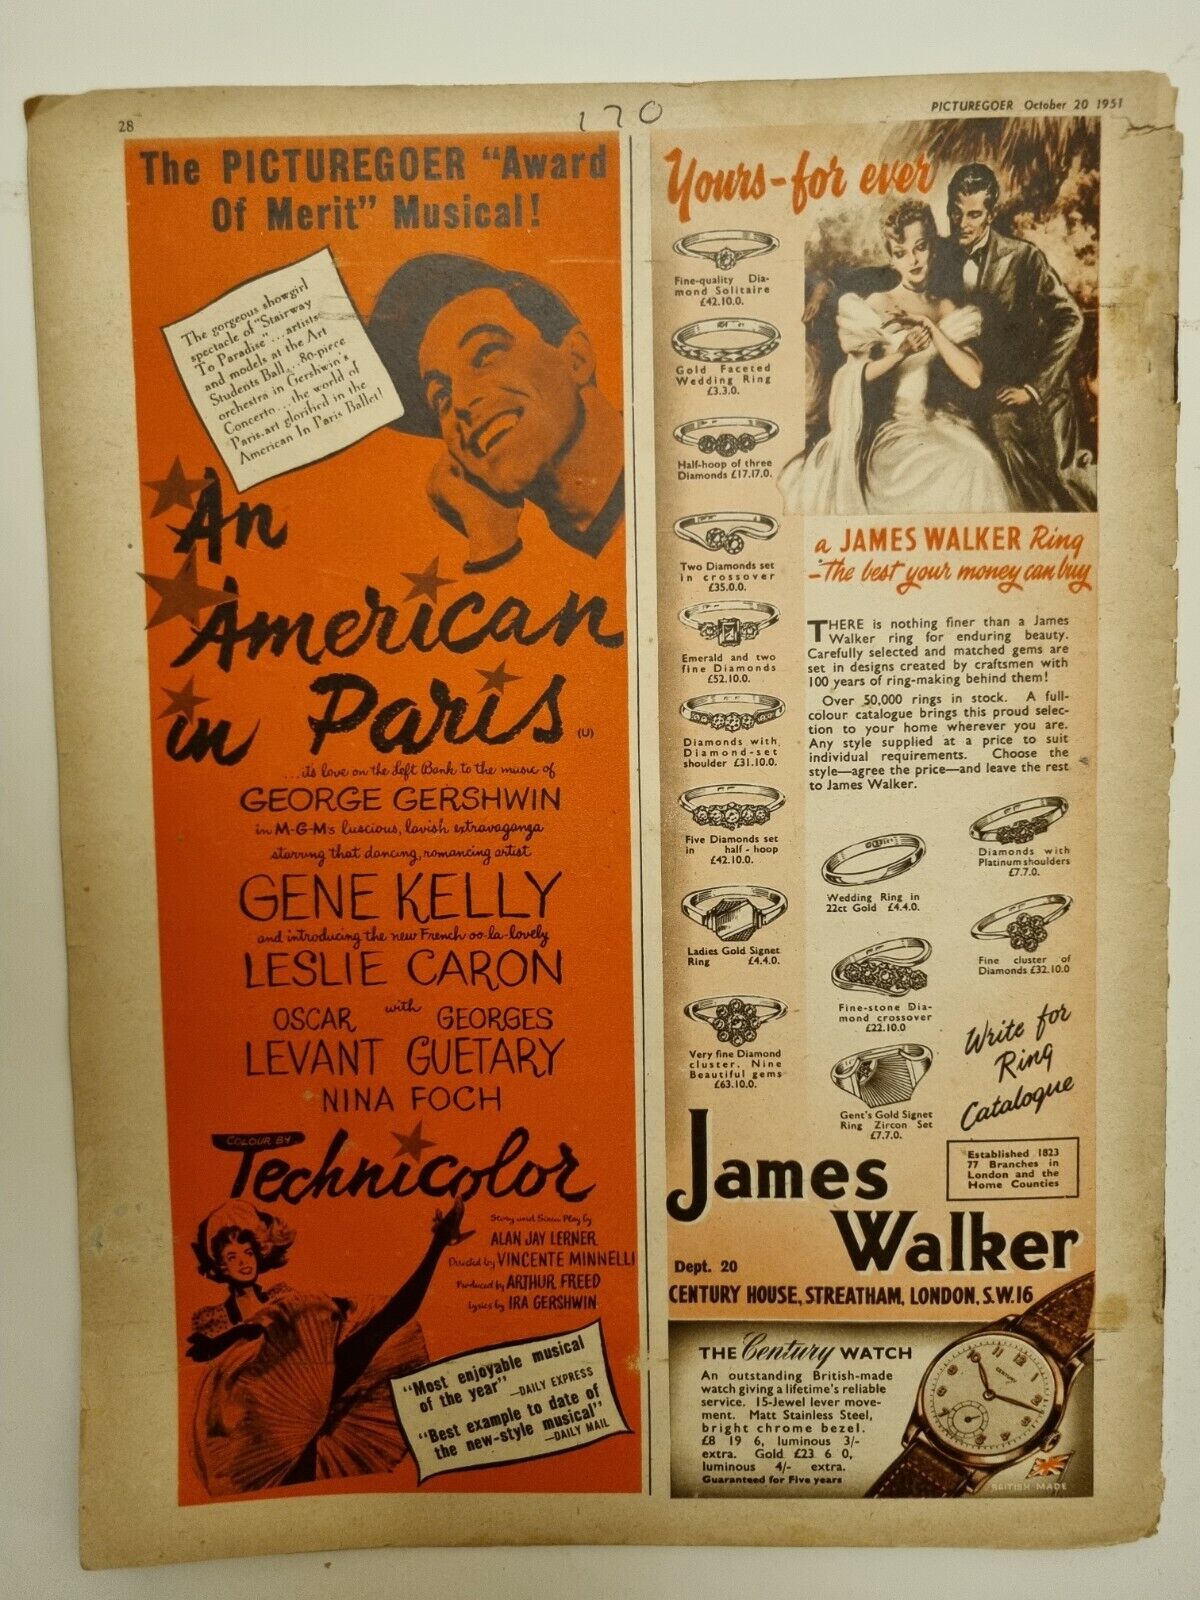 28
170
PICTUREGOER October 20 1951
The PICTUREGOER "Award
Of Merit" Musical!
The gorgeous showgirl
spectacle of "Stairway
To Paradise"...artists
and models at the Art
Students Ball...80-piece
orchestra in Gershwin's
Concerto...the world of
Paris.art glorified in the
American In Paris Ballet!
An
American
in Paris (U)
...its love on the Left Bank to the music of
GEORGE GERSHWIN
in M-G-M's luscious, lavish extravaganza
starring that dancing, romancing artist
GENE KELLY
and introducing the new French oo-la-lovely
LESLIE CARON
with
OSCAR GEORGES
LEVANT GUETARY
NINA FOCH
COLOUR BY
Technicolor
Story and Screen Play by
ALAN JAY LERNER
Directed by VINCENTE MINNELLI
Produced by ARTHUR FREED
Lyrics by IRA GERSHWIN
"Most enjoyable musical
of the year" —DAILY EXPRESS
"Best example to date of
the new-style musical"
—DAILY MAIL
Yours-for ever
Fine-quality Dia-
mond Solitaire
£42.10.0.
Gold Faceted
Wedding Ring
£3.3.0.
Half-hoop of three
Diamonds £17.17.0.
Two Diamonds set
in crossover
£35.0.0.
Emerald and two
fine Diamonds
£52.10.0.
Diamonds with
Diamond-set
shoulder £31.10.0.
Five Diamonds set
in half-hoop
£42.10.0.
Ladies Gold Signet
Ring £4.4.0.
Very fine Diamond
cluster. Nine
Beautiful gems
£63.10.0.
a JAMES WALKER Ring
-The best your money can buy
THERE is nothing finer than a James
Walker ring for enduring beauty.
Carefully selected and matched gems are
set in designs created by craftsmen with
100 years of ring-making behind them!
Over 50,000 rings in stock. A full-
colour catalogue brings this proud selec-
tion to your home wherever you are.
Any style supplied at a price to suit
individual requirements. Choose the
style—agree the price—and leave the rest
to James Walker.
Wedding Ring in
22ct Gold £4.4.0.
Diamonds with
Platinum shoulders
£7.7.0.
Fine-stone Dia-
mond crossover
£22.10.0
Fine cluster of
Diamonds £32.10.0
Gent's Gold Signet
Ring Zircon Set
£7.7.0.
Write for
Ring
Catalogue
Established 1823
77 Branches in
London and the
Home Counties
James
Walker
Dept. 20
CENTURY HOUSE, STREATHAM, LONDON, S.W.16
THE Century WATCH
An outstanding British-made
watch giving a lifetime's reliable
service. 15-Jewel lever move-
ment. Matt Stainless Steel,
bright chrome bezel.
£8 19 6, luminous 3/-
extra. Gold £23 6 0,
luminous 4/- extra.
Guaranteed for Five years
BRITISH MADE